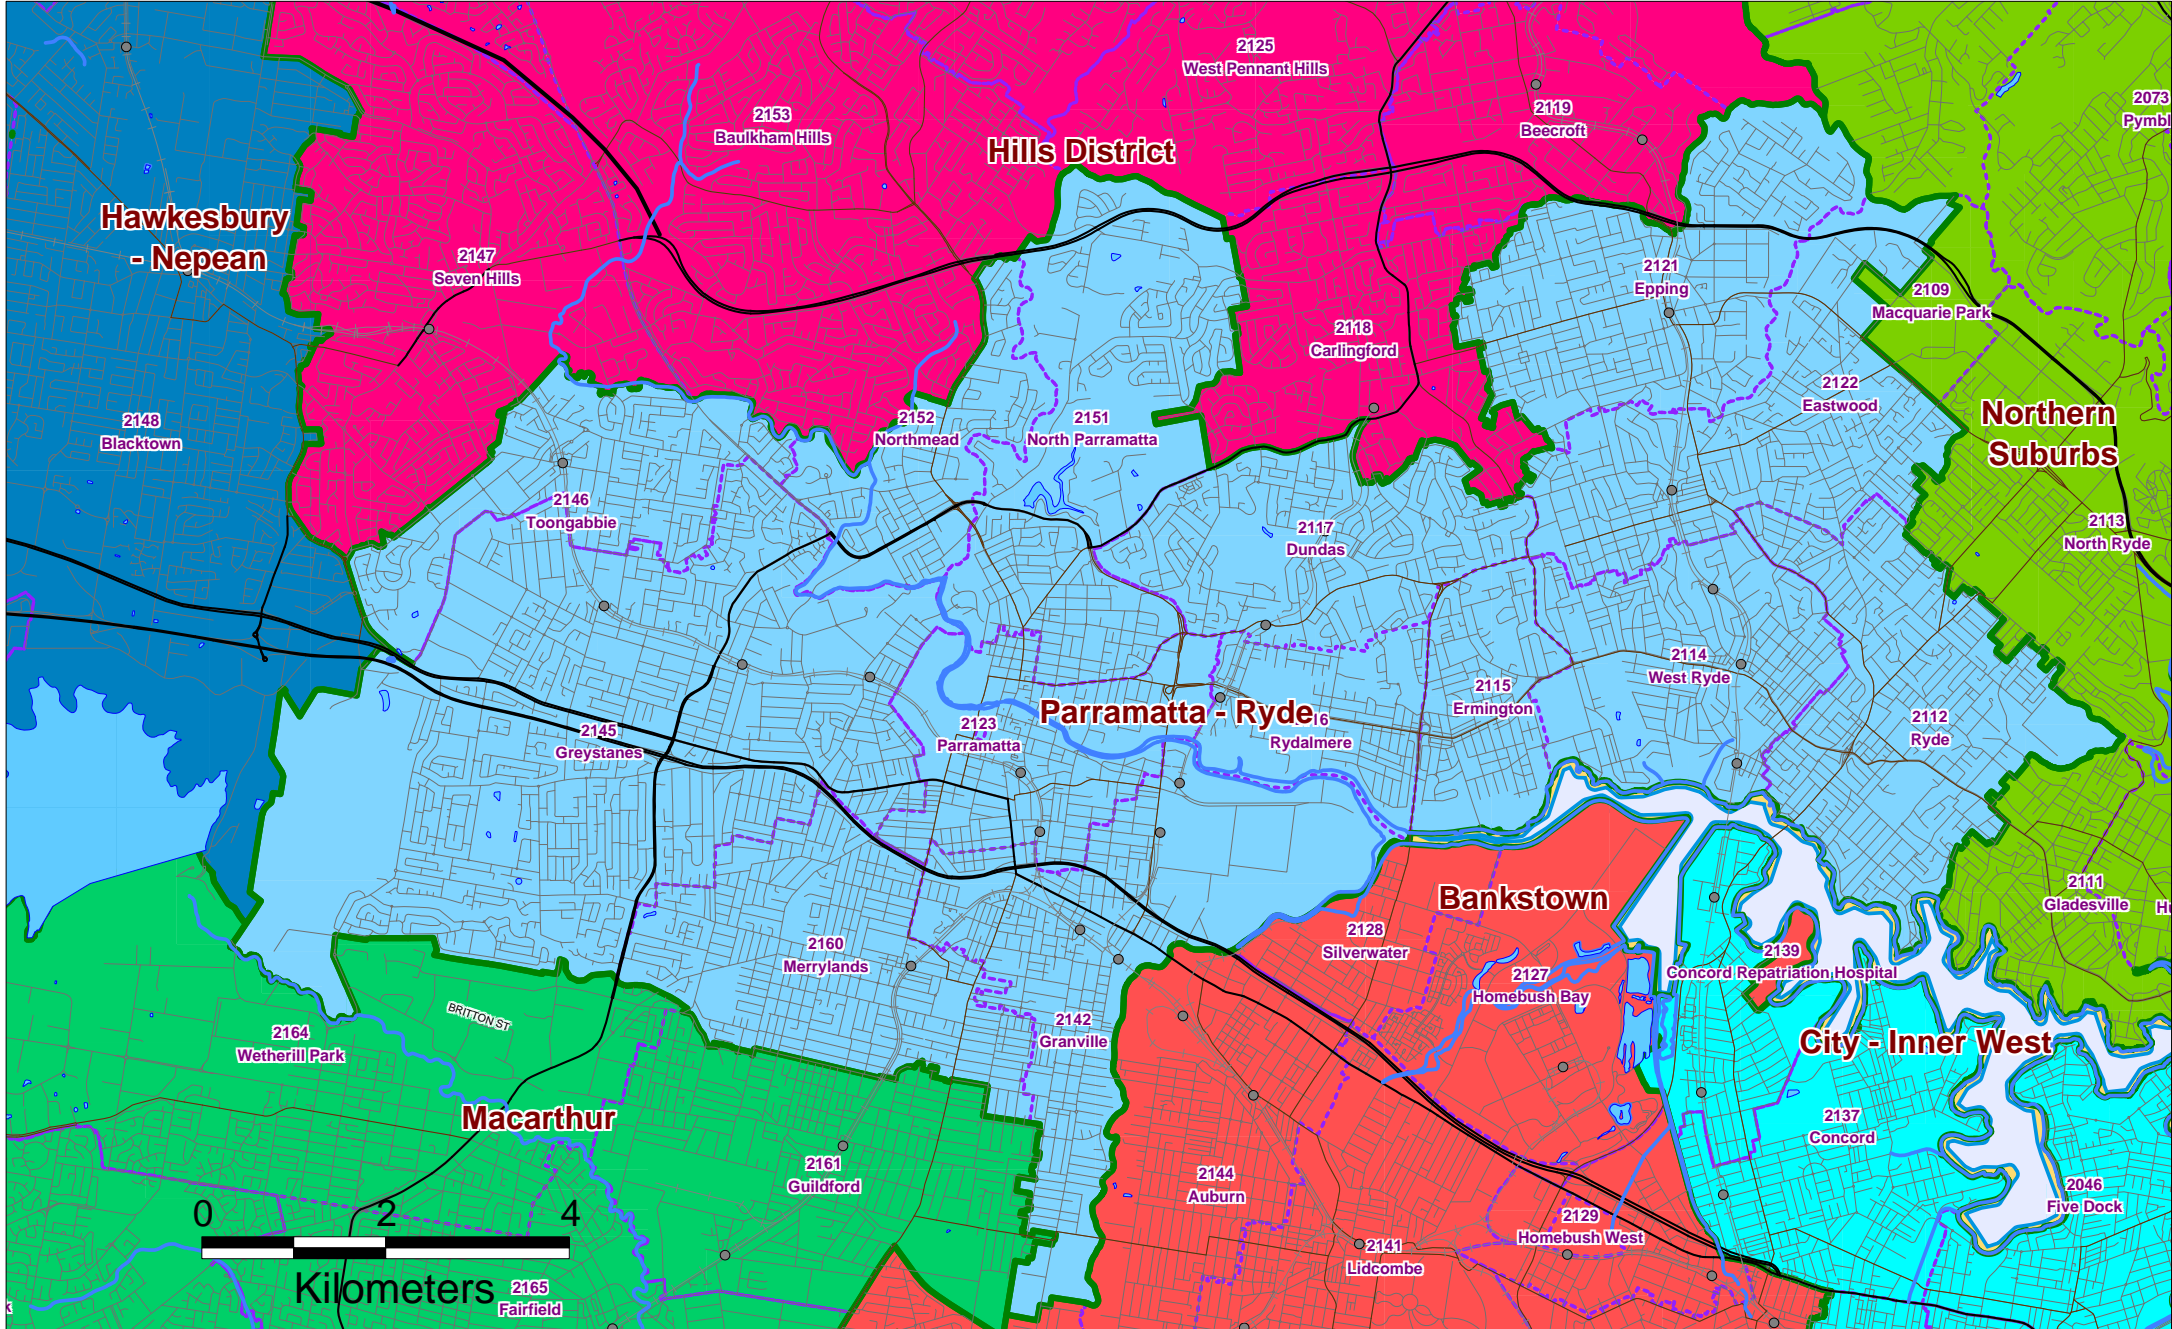 2125
West Pennant Hills
2073
2153
Baulkham Hills
2119
Beecroft
Hills District
Hawkesbury
- Nepean
2147
Seven Hills
2121
Epping
2109
Macquarie Park
2118
Carlingford
2122
Eastwood
Northern
Suburbs
2148
Blacktown
2152
Northmead
2151
North Parramatta
2146
Toongabbie
2117
Dundas
2113
North Ryde
2114
West Ryde
2115
Ermington
Parramatta - Ryde
2123
Parramatta
Rydalmere
2145
Greystanes
2112
Ryde
2111
Gladesville
Bankstown
2128
Silverwater
2160
Merrylands
2139
Concord Repatriation Hospital
2127
Homebush Bay
BRITTON ST
2142
Granville
2164
Wetherill Park
City - Inner West
Macarthur
2137
Concord
2161
Guildford
2144
Auburn
2046
Five Dock
0 2 4
Kilometers
2129
Homebush West
2141
Lidcombe
2165
Fairfield